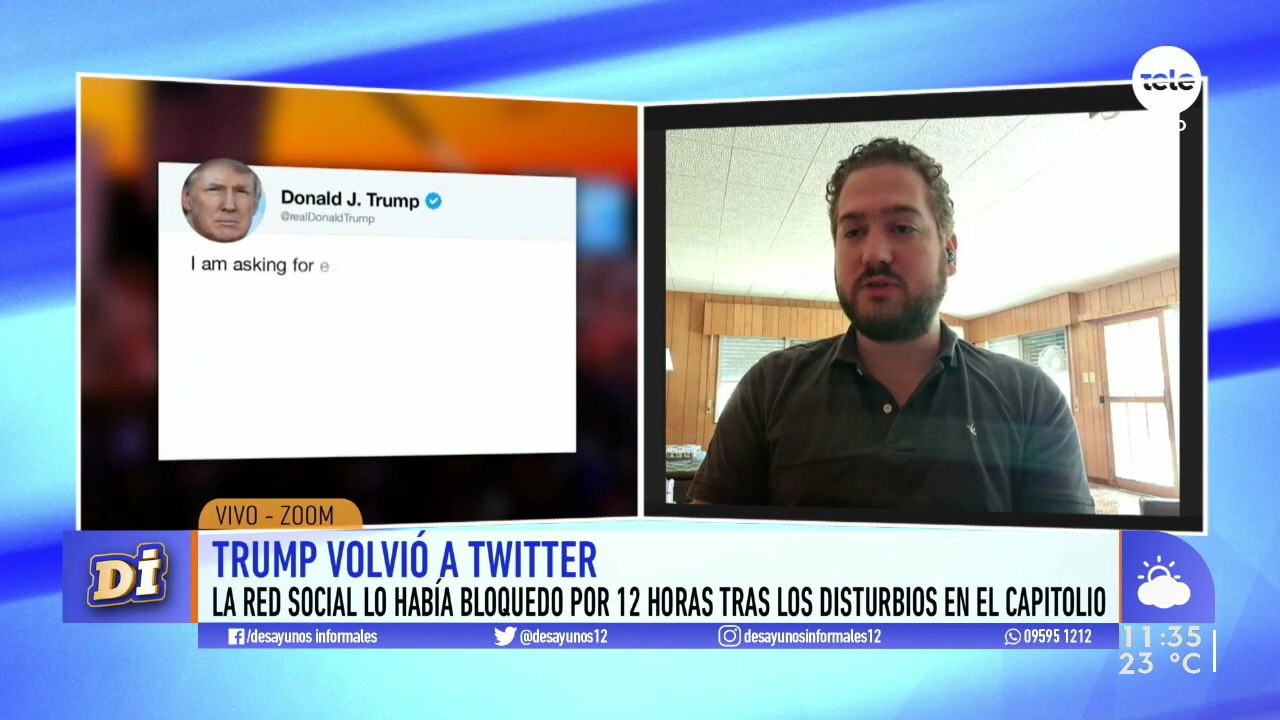 tele
Donald J. Trump
@realDonaldTrump
I am asking for e
VIVO - ZOOM
Di
TRUMP VOLVIÓ A TWITTER
LA RED SOCIAL LO HABÍA BLOQUEDO POR 12 HORAS TRAS LOS DISTURBIOS EN EL CAPITOLIO
/desayunos informales
@desayunos12
desayunosinformales12
09595 1212
11:35
23 °C